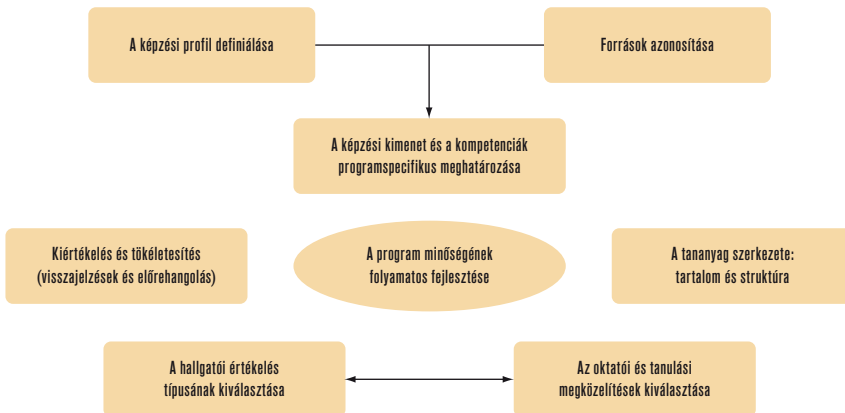 A képzési profil definiálása
Források azonosítása
A képzési kimenet és a kompetenciák
programspecifikus meghatározása
Kiértékelés és tökéletesítés
(visszajelzések és előrehangolás)
A program minőségének
folyamatos fejlesztése
A tananyag szerkezete:
tartalom és struktúra
A hallgatói értékelés
típusának kiválasztása
Az oktatói és tanulási
megközelítések kiválasztása